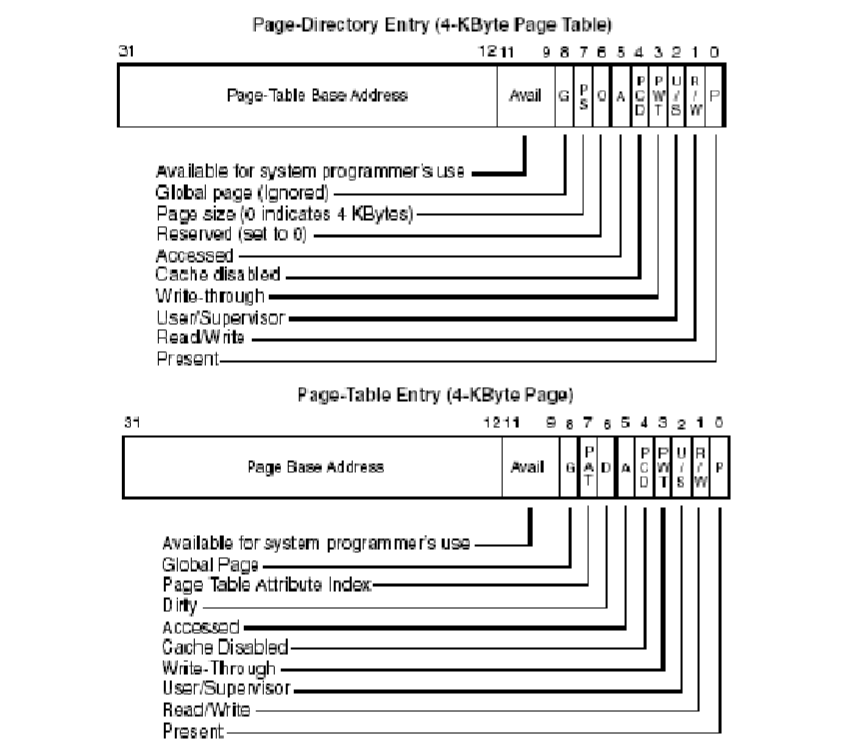 Page-Directory Entry (4-KByte Page Table)
31 12 11 9 8 7 6 5 4 3 2 1 0
Page-Table Base Address Avail G PS 0 A PCD PWT U/S R/W P
Available for system programmer's use
Global page (Ignored)
Page size (0 indicates 4 KBytes)
Reserved (set to 0)
Accessed
Cache disabled
Write-through
User/Supervisor
Read/Write
Present
Page-Table Entry (4-KByte Page)
31 12 11 9 8 7 6 5 4 3 2 1 0
Page Base Address Avail G PAT D A PCD PWT U/S R/W P
Available for system programmer's use
Global Page
Page Table Attribute Index
Dirty
Accessed
Cache Disabled
Write-Through
User/Supervisor
Read/Write
Present